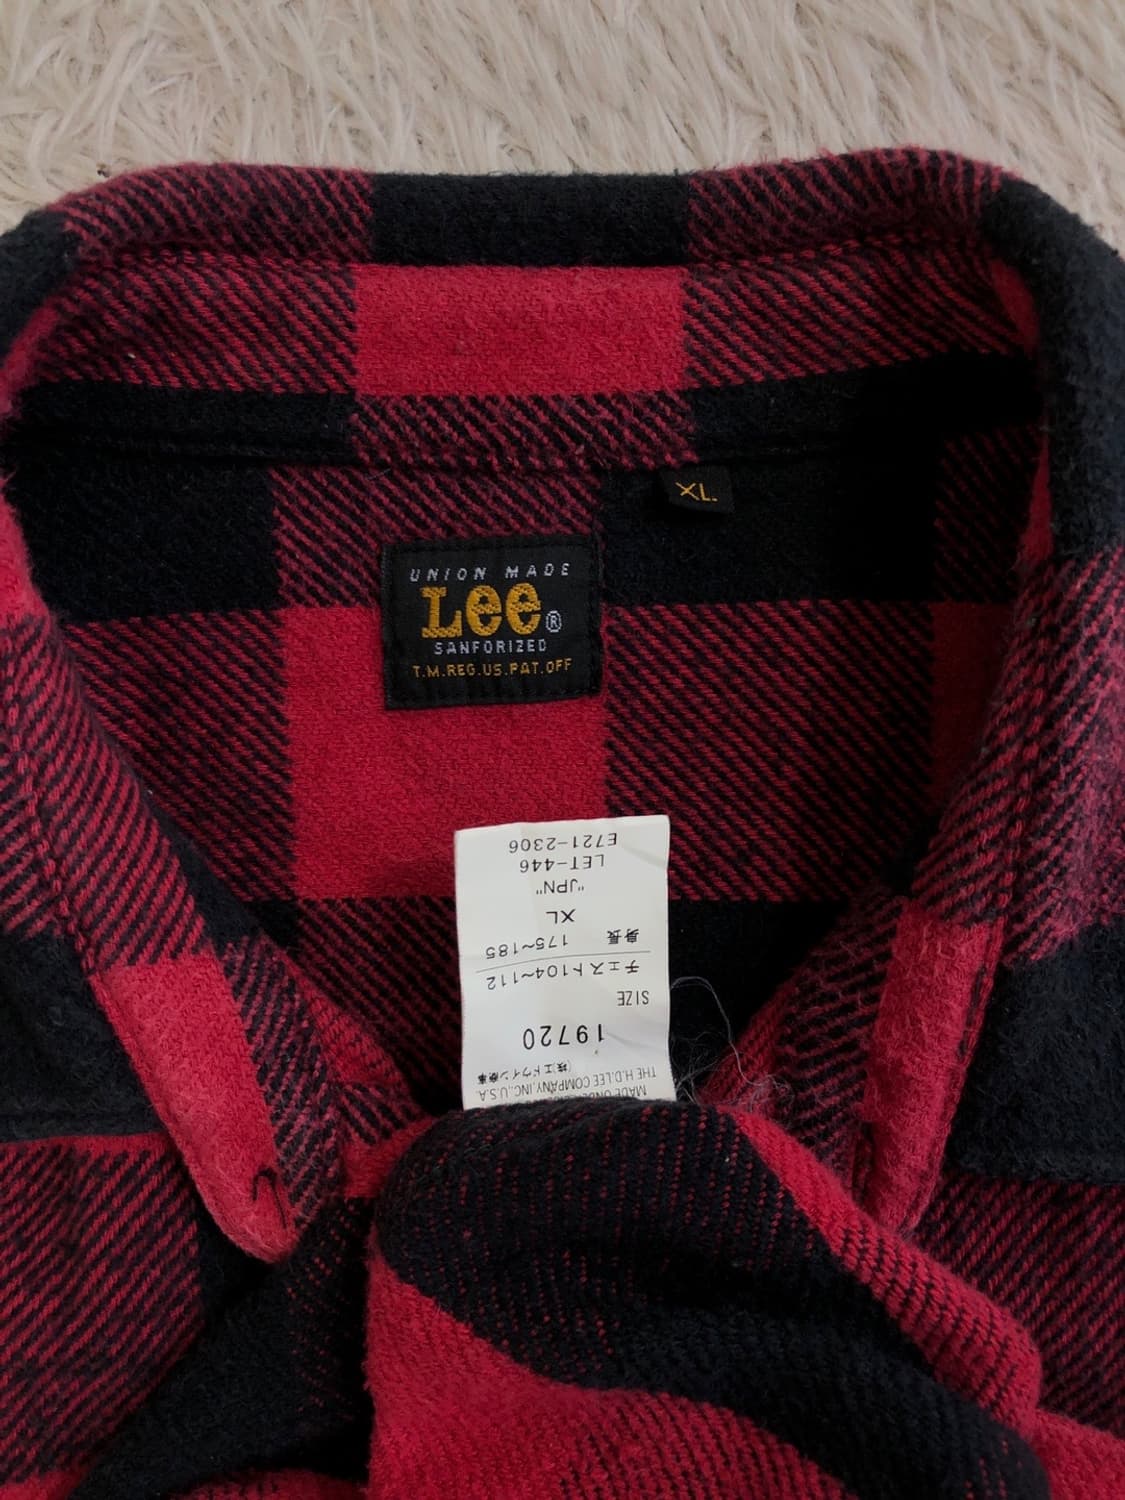 XL.
UNION MADE
Lee®
SANFORIZED
T.M.REG.US.PAT.OFF
THE H.D.LEE COMPANY,INC.,U.S.A.
19720
SIZE
チェスト104~112
身長 175~185
XL
"JPN"
LET-446
E721-2306